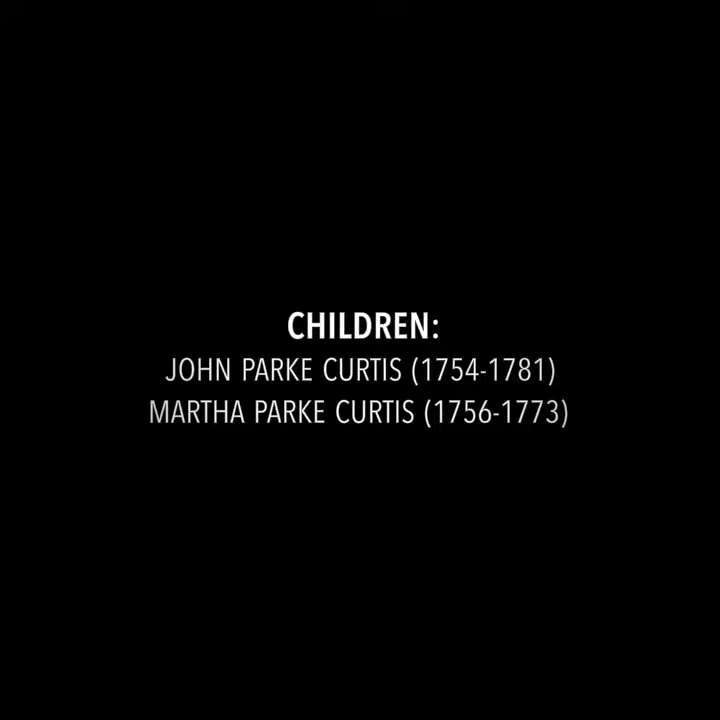 CHILDREN:
JOHN PARKE CURTIS (1754-1781)
MARTHA PARKE CURTIS (1756-1773)